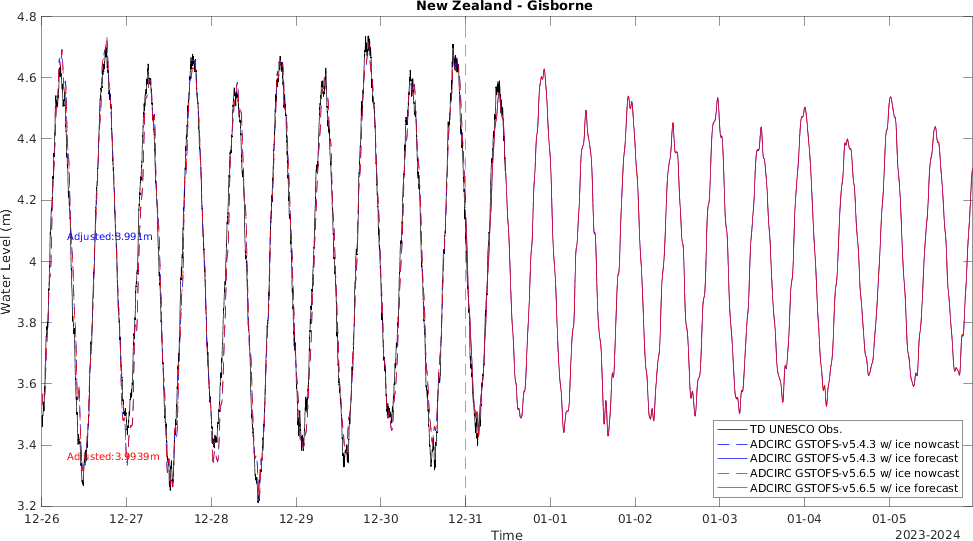 New Zealand - Gisborne
4.8
4.6
4.4
4.2
4
3.8
3.6
3.4
3.2
Water Level (m)
Adjusted:3.991m
Adjusted:3.9939m
TD UNESCO Obs.
ADCIRC GSTOFS-v5.4.3 w/ ice nowcast
ADCIRC GSTOFS-v5.4.3 w/ ice forecast
ADCIRC GSTOFS-v5.6.5 w/ ice nowcast
ADCIRC GSTOFS-v5.6.5 w/ ice forecast
12-26 12-27 12-28 12-29 12-30 12-31 01-01 01-02 01-03 01-04 01-05
Time
2023-2024